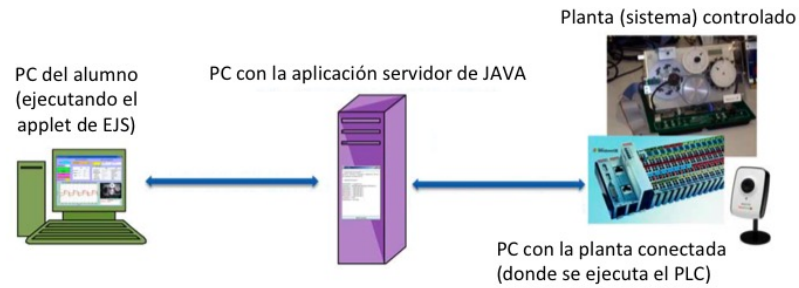 Planta (sistema) controlado
PC del alumno
(ejecutando el
applet de EJS)
PC con la aplicación servidor de JAVA
PC con la planta conectada
(donde se ejecuta el PLC)